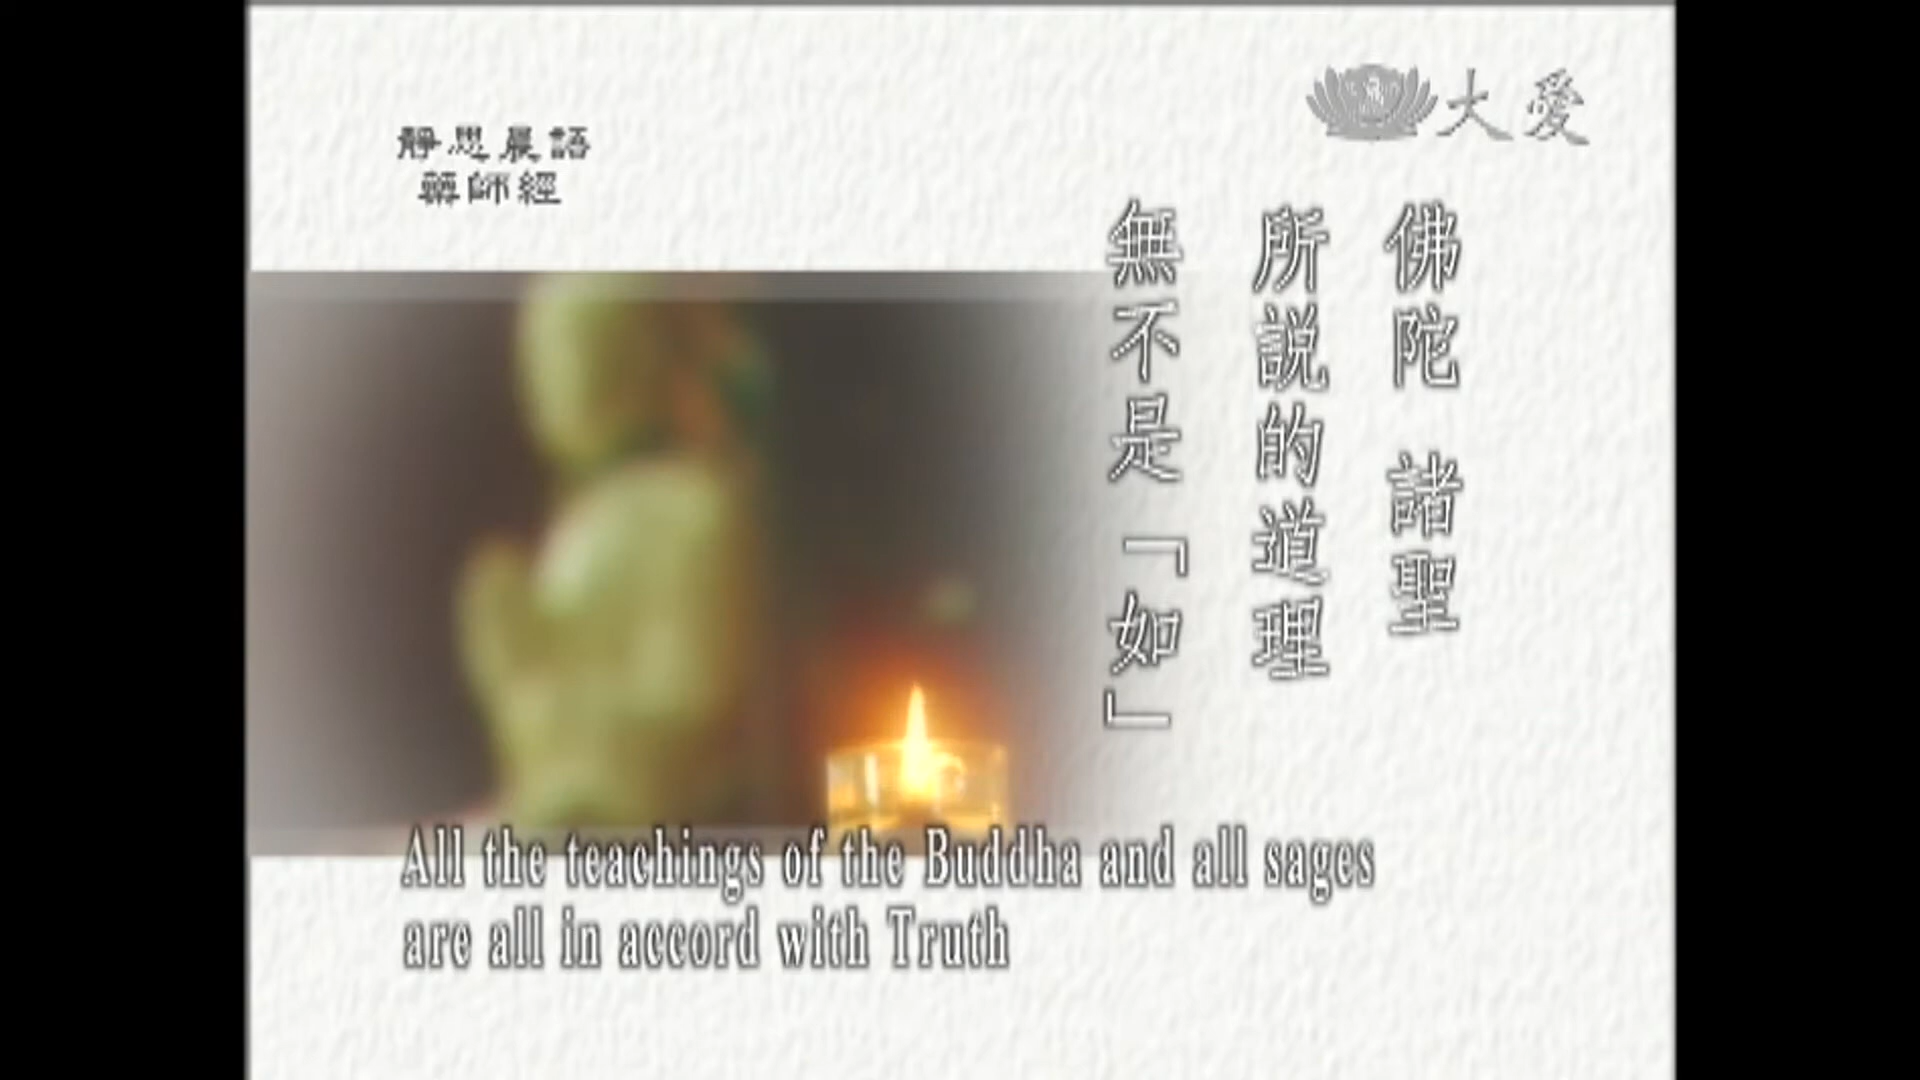 靜思晨語
藥師經
大愛
佛陀 諸聖
所説的道理
無不是「如」
All the teachings of the Buddha and all sages
are all in accord with Truth